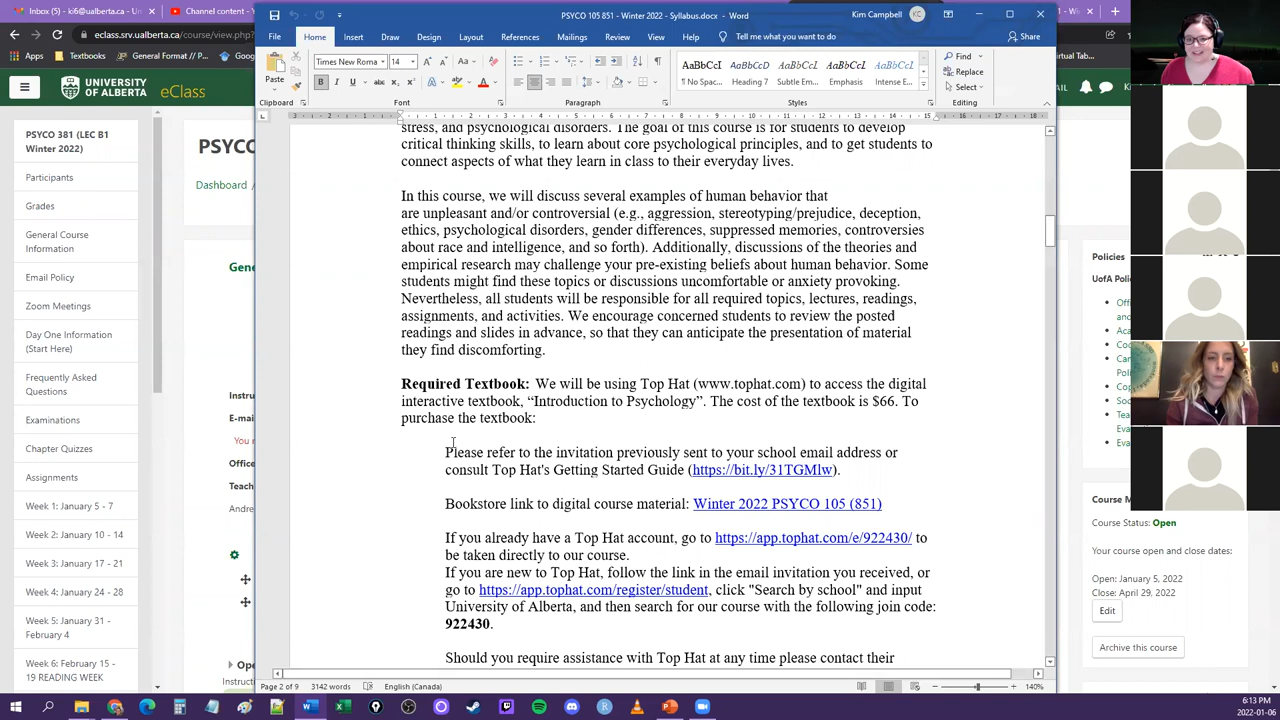 Inbox (54) - ki6@ualberta.ca
PSYCO 105 851 - Winter 2022 - Syllabus.docx - Word
Kim Campbell
KC
eclass.srv.ualberta.ca/course/view.php?
File
Home
Insert
Draw
Design
Layout
References
Mailings
Review
View
Help
Tell me what you want to do
Share
Translation
General Format //
UNIVERSITY
OF ALBERTA
eClass
Paste
Clipboard
Times New Roma
14
Font
Paragraph
AaBbCcI
AaBbCcD
AaBbCcI
AaBbCcI
AaBbCcI
¶ No Spac...
Heading 7
Subtle Em...
Emphasis
Intense E...
Styles
Find
Replace
Select
Editing
PSYCO 381 (LEC B1
Winter 2022)
Participants
Grades
General Course
Information
Email Policy
Zoom Meetings
Day One Information
(Start Here)
Frequently Asked
Questions
Examinations
Chapter Quizzes
Assignments
Week 1: January 5 - 7
Week 2: January 10 - 14
Week 3: January 17 - 21
Week 4: January 24 - 28
Week 5: January 31 -
February 4
Week 6: February 15 -
19 READING WEEK
PSYCO
Dashboard /
stress, and psychological disorders. The goal of this course is for students to develop
critical thinking skills, to learn about core psychological principles, and to get students to
connect aspects of what they learn in class to their everyday lives.
In this course, we will discuss several examples of human behavior that
are unpleasant and/or controversial (e.g., aggression, stereotyping/prejudice, deception,
ethics, psychological disorders, gender differences, suppressed memories, controversies
about race and intelligence, and so forth). Additionally, discussions of the theories and
empirical research may challenge your pre-existing beliefs about human behavior. Some
students might find these topics or discussions uncomfortable or anxiety provoking.
Nevertheless, all students will be responsible for all required topics, lectures, readings,
assignments, and activities. We encourage concerned students to review the posted
readings and slides in advance, so that they can anticipate the presentation of material
they find discomforting.
Required Textbook: We will be using Top Hat (www.tophat.com) to access the digital
interactive textbook, “Introduction to Psychology”. The cost of the textbook is $66. To
purchase the textbook:
Please refer to the invitation previously sent to your school email address or
consult Top Hat's Getting Started Guide (https://bit.ly/31TGMlw).
Bookstore link to digital course material: Winter 2022 PSYCO 105 (851)
If you already have a Top Hat account, go to https://app.tophat.com/e/922430/ to
be taken directly to our course.
If you are new to Top Hat, follow the link in the email invitation you received, or
go to https://app.tophat.com/register/student, click "Search by school" and input
University of Alberta, and then search for our course with the following join code:
922430.
Should you require assistance with Top Hat at any time please contact their
Policies
UofA Poli
Course M
Course Status: Open
Your course open and close dates:
Open: January 5, 2022
Close: April 29, 2022
Edit
Archive this course
Page 2 of 9
3142 words
English (Canada)
140%
6:13 PM
2022-01-06